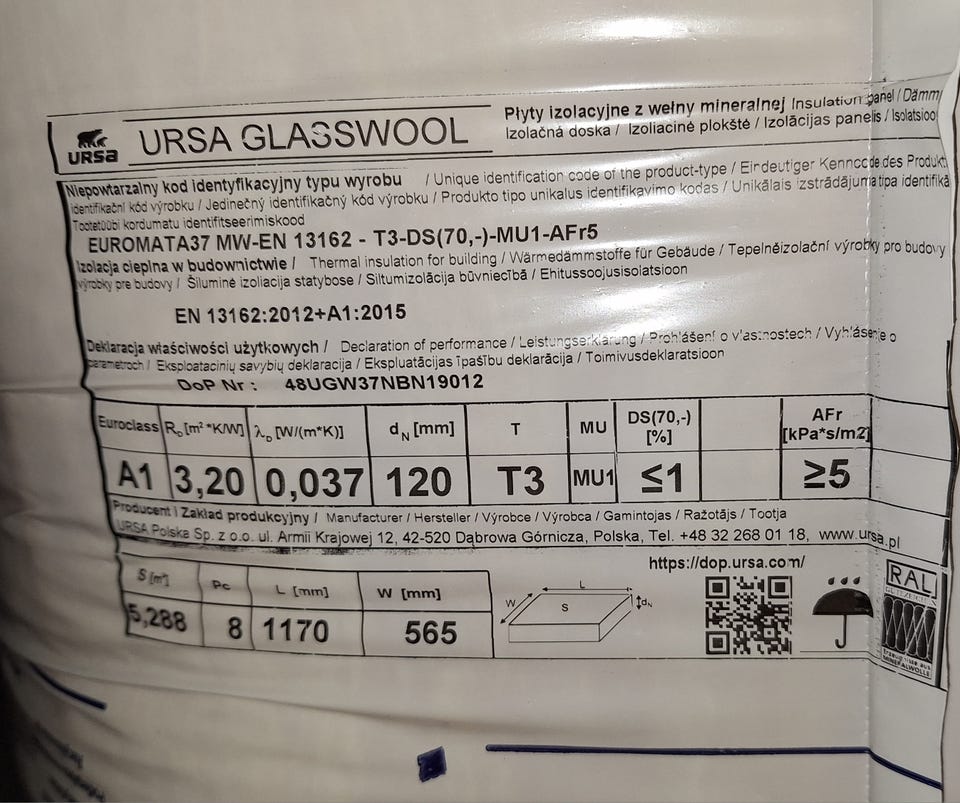 URSA
URSA GLASSWOOL
Płyty izolacyjne z wełny mineralnej Insulation panel / Dämm
Izolačná doska / Izoliacinė plokštė / Izolācijas panelis / Isolatsioo
Niepowtarzalny kod identyfikacyjny typu wyrobu / Unique identification code of the product-type / Eindeutiger Kenncode des Produkt
identifikační kód výrobku / Jedinečný identifikačný kód výrobku / Produkto tipo unikalus identifikavimo kodas / Unikālais izstrādājuma tipa identifikā
Tootetüübi kordumatu identifitseerimiskood
EUROMATA37 MW-EN 13162 - T3-DS(70,-)-MU1-AFr5
Izolacja cieplna w budownictwie / Thermal insulation for building / Wärmedämmstoffe für Gebäude / Tepelněizolační výrobky pro budovy
výrobky pre budovy / Šiluminė izoliacija statybose / Siltumizolācija būvniecībā / Ehitussoojusisolatsioon
EN 13162:2012+A1:2015
Deklaracja właściwości użytkowych / Declaration of performance / Leistungserklärung / Prohlášení o vlastnostech / Vyhlásenie o
parametroch / Eksploatacinių savybių deklaracija / Ekspluatācijas īpašību deklarācija / Toimivusdeklaratsioon
DoP Nr : 48UGW37NBN19012
Euroclass R_D [m²*K/W] λ_D [W/(m*K)] d_N [mm] T MU DS(70,-) [%] AFr [kPa*s/m2]
A1 3,20 0,037 120 T3 MU1 ≤1 ≥5
Producent i Zakład produkcyjny / Manufacturer / Hersteller / Výrobce / Výrobca / Gamintojas / Ražotājs / Tootja
URSA Polska Sp. z o.o. ul. Armii Krajowej 12, 42-520 Dąbrowa Górnicza, Polska, Tel. +48 32 268 01 18, www.ursa.pl
https://dop.ursa.com/
S [m²] Pc L [mm] W [mm]
5,288 8 1170 565
L
W S d_N
RAL
GÜTEZEICHEN
Erzeugnisse aus
MINERALWOLLE